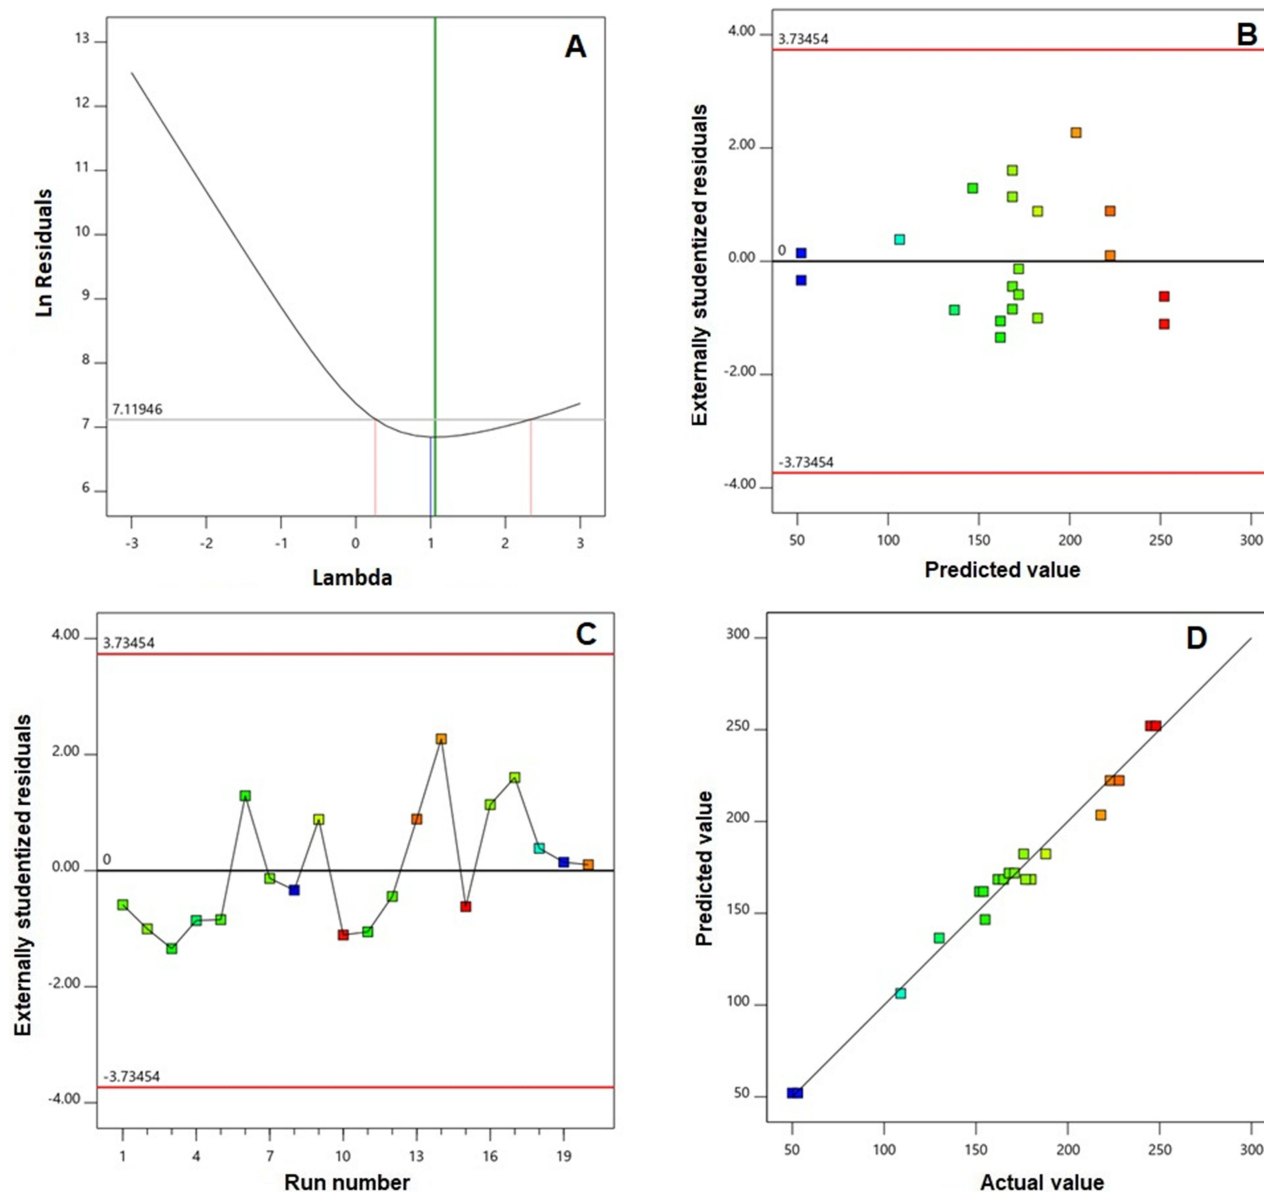 A
13
12
11
10
9
8
7
6
7.11946
Ln Residuals
-3 -2 -1 0 1 2 3
Lambda
B
4.00
2.00
0.00
-2.00
-4.00
3.73454
0
-3.73454
Externally studentized residuals
50 100 150 200 250 300
Predicted value
C
4.00
2.00
0.00
-2.00
-4.00
3.73454
0
-3.73454
Externally studentized residuals
1 4 7 10 13 16 19
Run number
D
300
250
200
150
100
50
Predicted value
50 100 150 200 250 300
Actual value